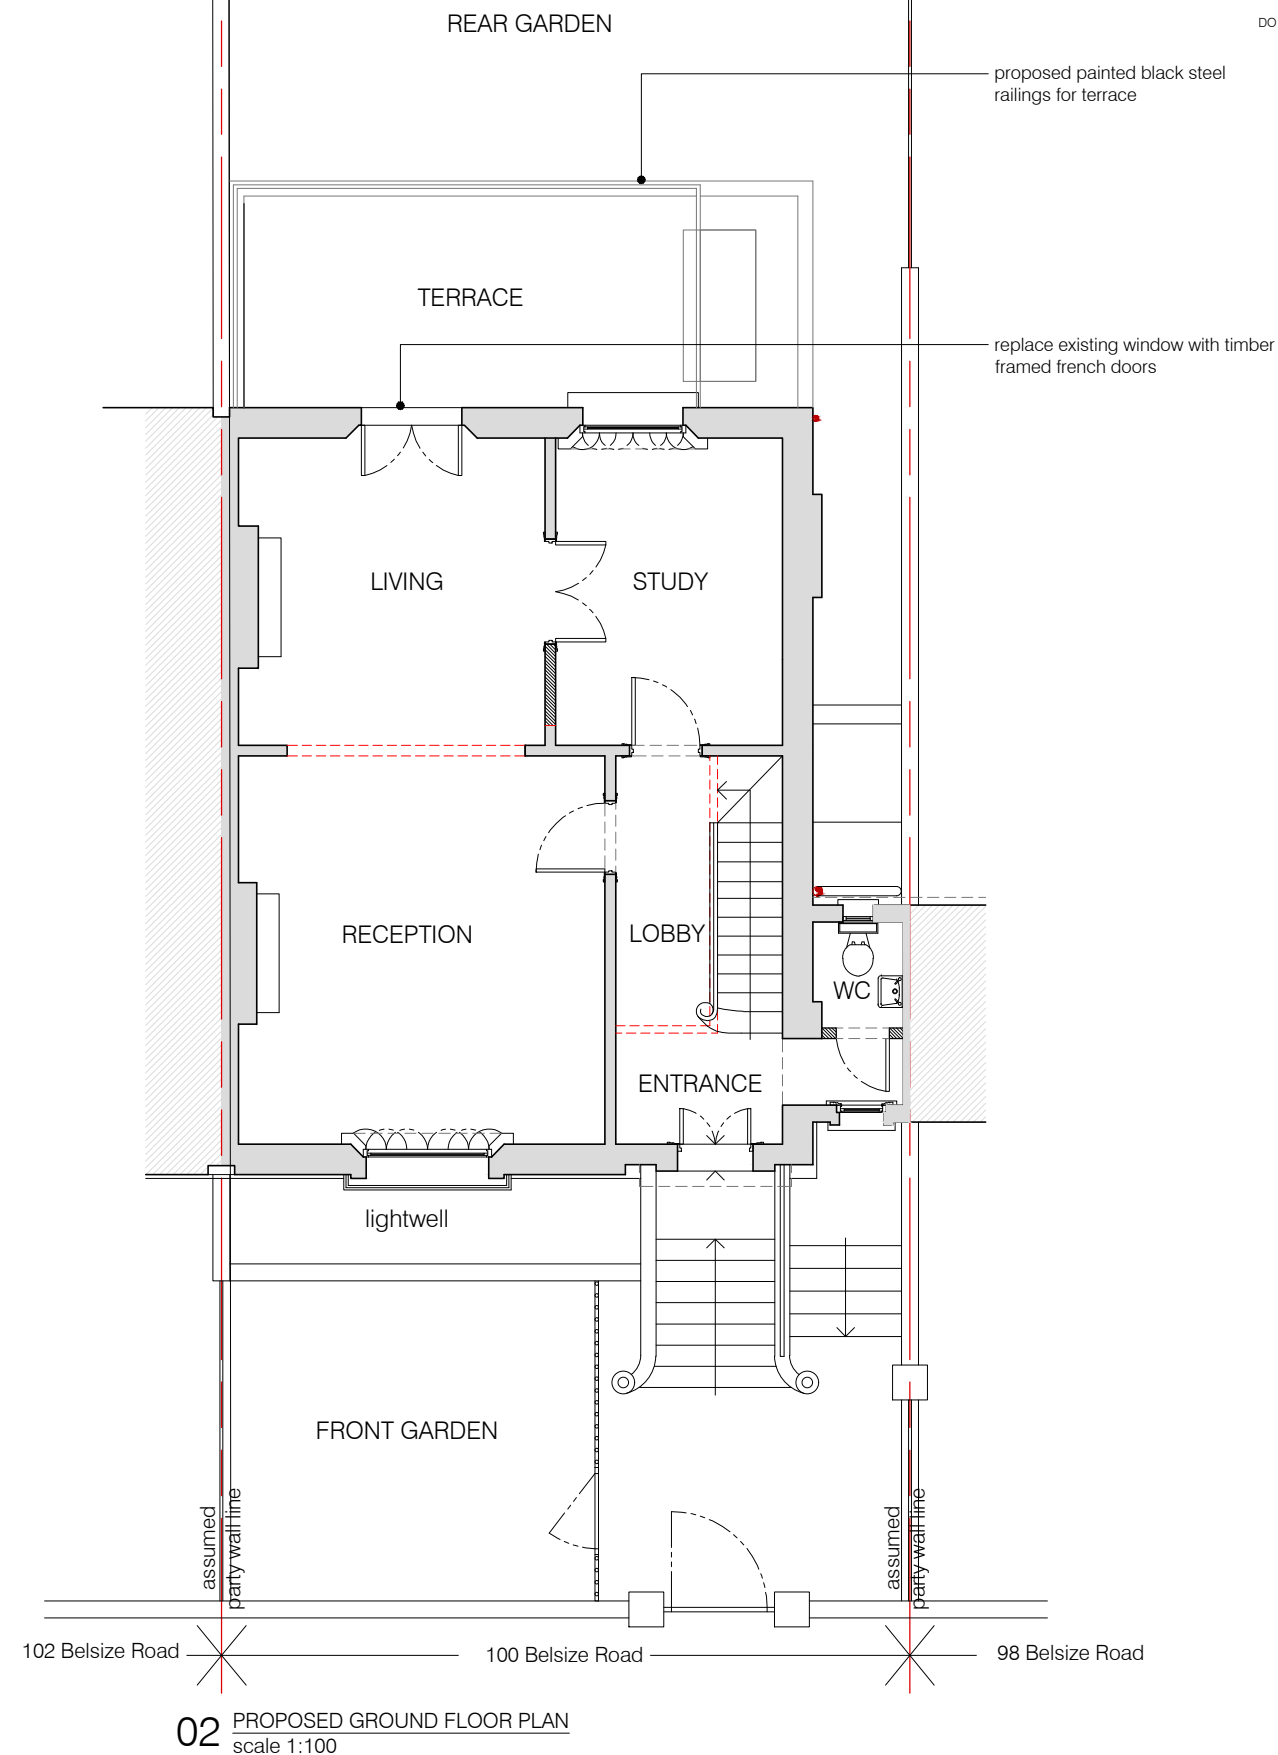 REAR GARDEN
DO
proposed painted black steel
railings for terrace
TERRACE
replace existing window with timber
framed french doors
LIVING
STUDY
RECEPTION
LOBBY
WC
ENTRANCE
lightwell
FRONT GARDEN
assumed
party wall line
assumed
party wall line
102 Belsize Road
100 Belsize Road
98 Belsize Road
02 PROPOSED GROUND FLOOR PLAN
scale 1:100